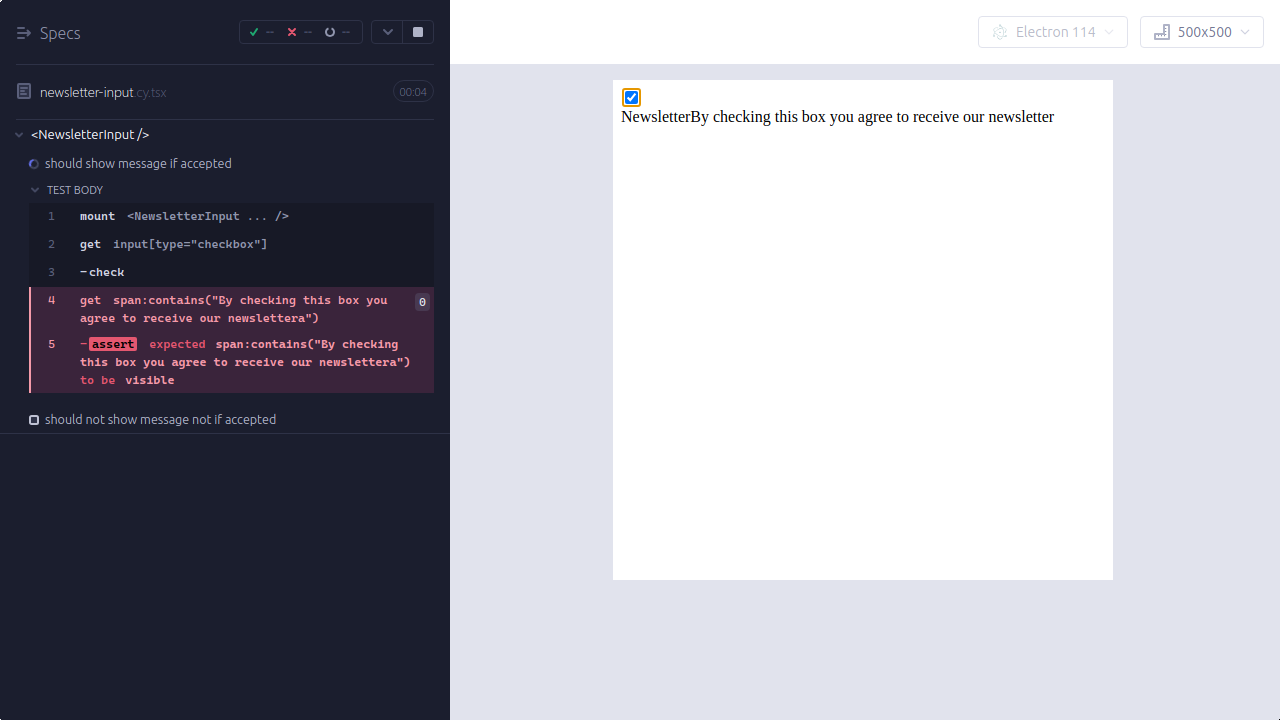 Specs
-- -- --
newsletter-input.cy.tsx 00:04
<NewsletterInput />
should show message if accepted
TEST BODY
1 mount <NewsletterInput ... />
2 get input[type="checkbox"]
3 -check
4 get span:contains("By checking this box you
agree to receive our newslettera") 0
5 -assert expected span:contains("By checking
this box you agree to receive our newslettera")
to be visible
should not show message not if accepted
Electron 114
500x500
NewsletterBy checking this box you agree to receive our newsletter